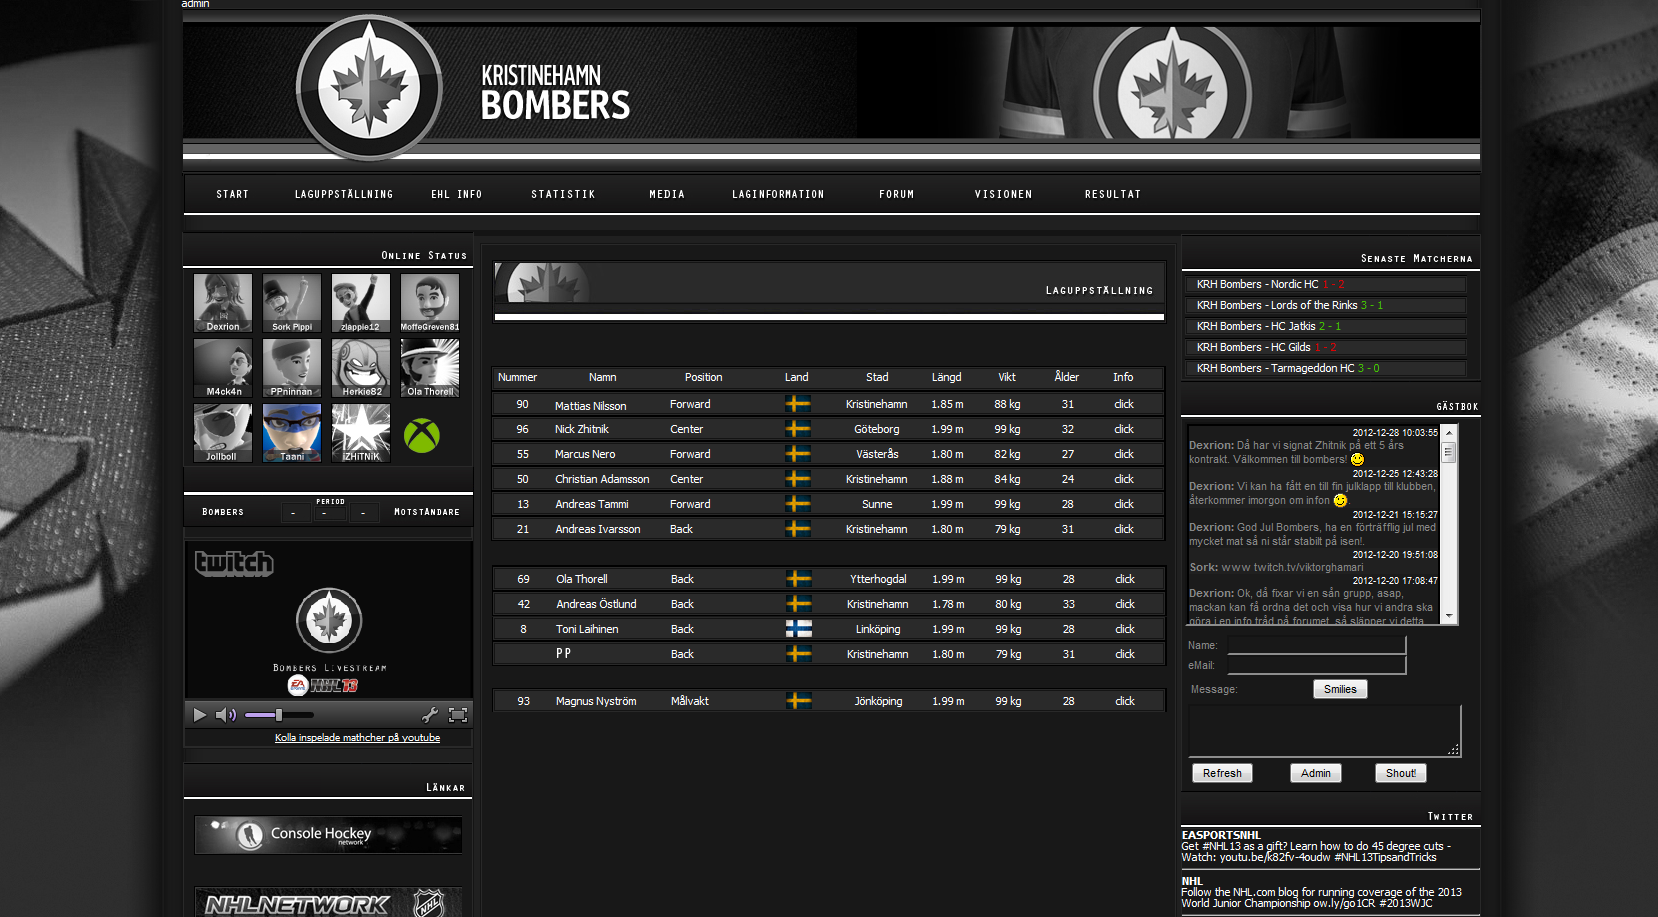 admin
KRISTINEHAMN
BOMBERS
START LAGUPPSTÄLLNING EHL INFO STATISTIK MEDIA LAGINFORMATION FORUM VISIONEN RESULTAT
Online Status
Dexrion Sork Pippi zlappie12 MoffeGreven81
M4ck4n PPninnan Herkie82 Ola Thorell
Jollboll Taani iZHiTNiK
PERIOD
Bombers - - - Motståndare
twitch
Bombers Livestream
EA SPORTS NHL 13
Kolla inspelade mathcher på youtube
Länkar
Console Hockey
network
NHLNETWORK NHL
Laguppställning
Nummer Namn Position Land Stad Längd Vikt Ålder Info
90 Mattias Nilsson Forward Kristinehamn 1.85 m 88 kg 31 click
96 Nick Zhitnik Center Göteborg 1.99 m 99 kg 32 click
55 Marcus Nero Forward Västerås 1.80 m 82 kg 27 click
50 Christian Adamsson Center Kristinehamn 1.88 m 84 kg 24 click
13 Andreas Tammi Forward Sunne 1.99 m 99 kg 28 click
21 Andreas Ivarsson Back Kristinehamn 1.80 m 79 kg 31 click
69 Ola Thorell Back Ytterhogdal 1.99 m 99 kg 28 click
42 Andreas Östlund Back Kristinehamn 1.78 m 80 kg 33 click
8 Toni Laihinen Back Linköping 1.99 m 99 kg 28 click
PP Back Kristinehamn 1.80 m 79 kg 31 click
93 Magnus Nyström Målvakt Jönköping 1.99 m 99 kg 28 click
Senaste Matcherna
KRH Bombers - Nordic HC 1 - 2
KRH Bombers - Lords of the Rinks 3 - 1
KRH Bombers - HC Jatkis 2 - 1
KRH Bombers - HC Gilds 1 - 2
KRH Bombers - Tarmageddon HC 3 - 0
GÄSTBOK
2012-12-28 10:03:55
Dexrion: Då har vi signat Zhitnik på ett 5 års
kontrakt. Välkommen till bombers!
2012-12-25 12:43:28
Dexrion: Vi kan ha fått en till fin julklapp till klubben,
återkommer imorgon om infon
2012-12-21 15:15:27
Dexrion: God Jul Bombers, ha en förträfflig jul med
mycket mat så ni står stabilt på isen!.
2012-12-20 19:51:08
Sork: www twitch.tv/viktorghamari
2012-12-20 17:08:47
Dexrion: Ok, då fixar vi en sån grupp, asap,
mackan kan få ordna det och visa hur vi andra ska
göra i en info tråd på forumet, så släpper vi detta
Name:
eMail:
Message: Smilies
Refresh Admin Shout!
Twitter
EASPORTSNHL
Get #NHL13 as a gift? Learn how to do 45 degree cuts -
Watch: youtu.be/k82fv-4oudw #NHL13TipsandTricks
NHL
Follow the NHL.com blog for running coverage of the 2013
World Junior Championship ow.ly/go1CR #2013WJC